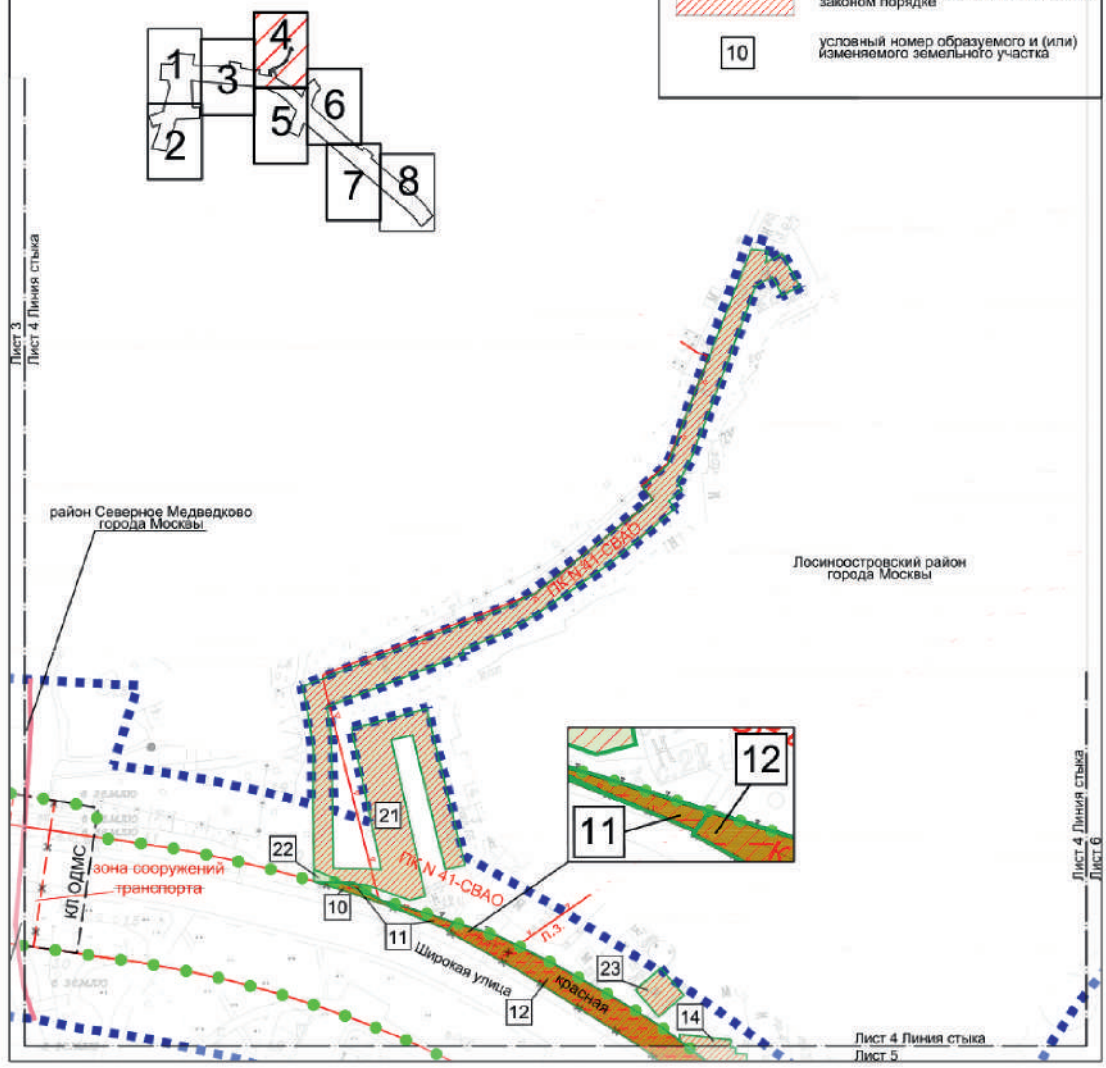 законом порядке
10
условный номер образуемого и (или)
изменяемого земельного участка
4
1
3
6
5
2
7
8
Лист 3
Лист 4 Линия стыка
район Северное Медведково
города Москвы
ПК N 41-СВАО
Лосиноостровский район
города Москвы
12
11
21
ПК N 41-СВАО
22
10
11
зона сооружений
транспорта
КЛ ОДМС
Л.З.
Широкая улица
красная
12
23
14
Лист 4 Линия стыка
Лист 6
Лист 4 Линия стыка
Лист 5